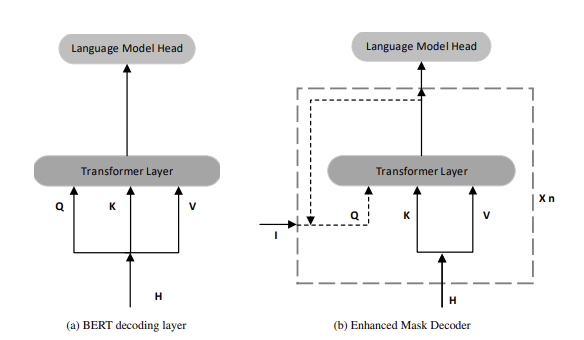 Language Model Head
Transformer Layer
Q
K
V
H
(a) BERT decoding layer
Language Model Head
Transformer Layer
Q
K
V
X n
I
H
(b) Enhanced Mask Decoder